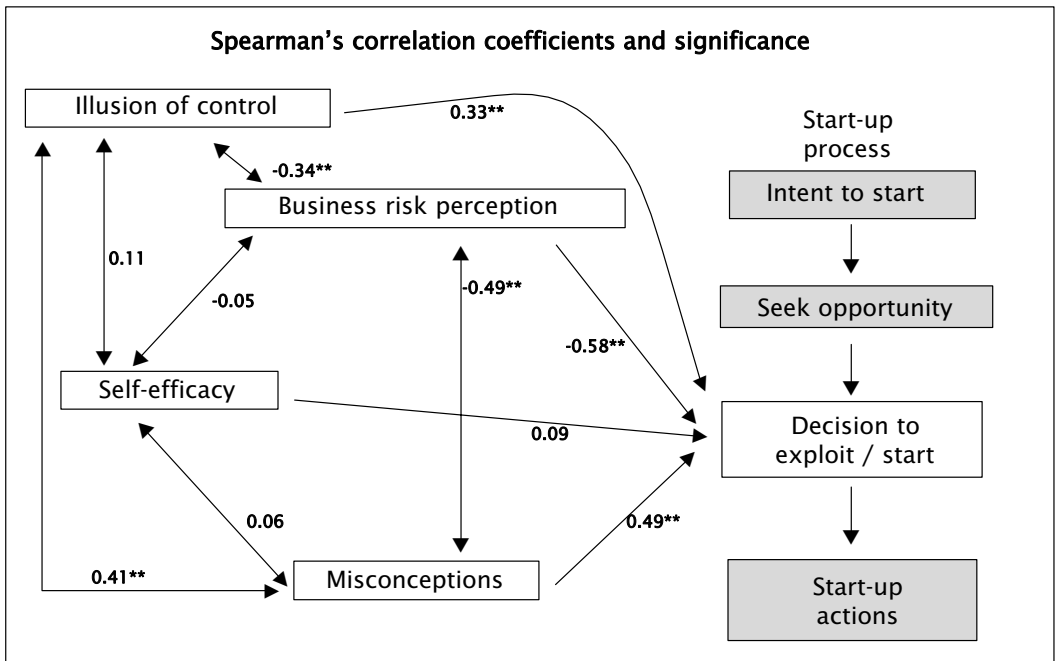 Spearman's correlation coefficients and significance
Illusion of control
0.33**
Start-up
process
-0.34**
Intent to start
Business risk perception
0.11
-0.05
-0.49**
Seek opportunity
-0.58**
Self-efficacy
0.09
Decision to
exploit / start
0.06
0.49**
0.41**
Misconceptions
Start-up
actions